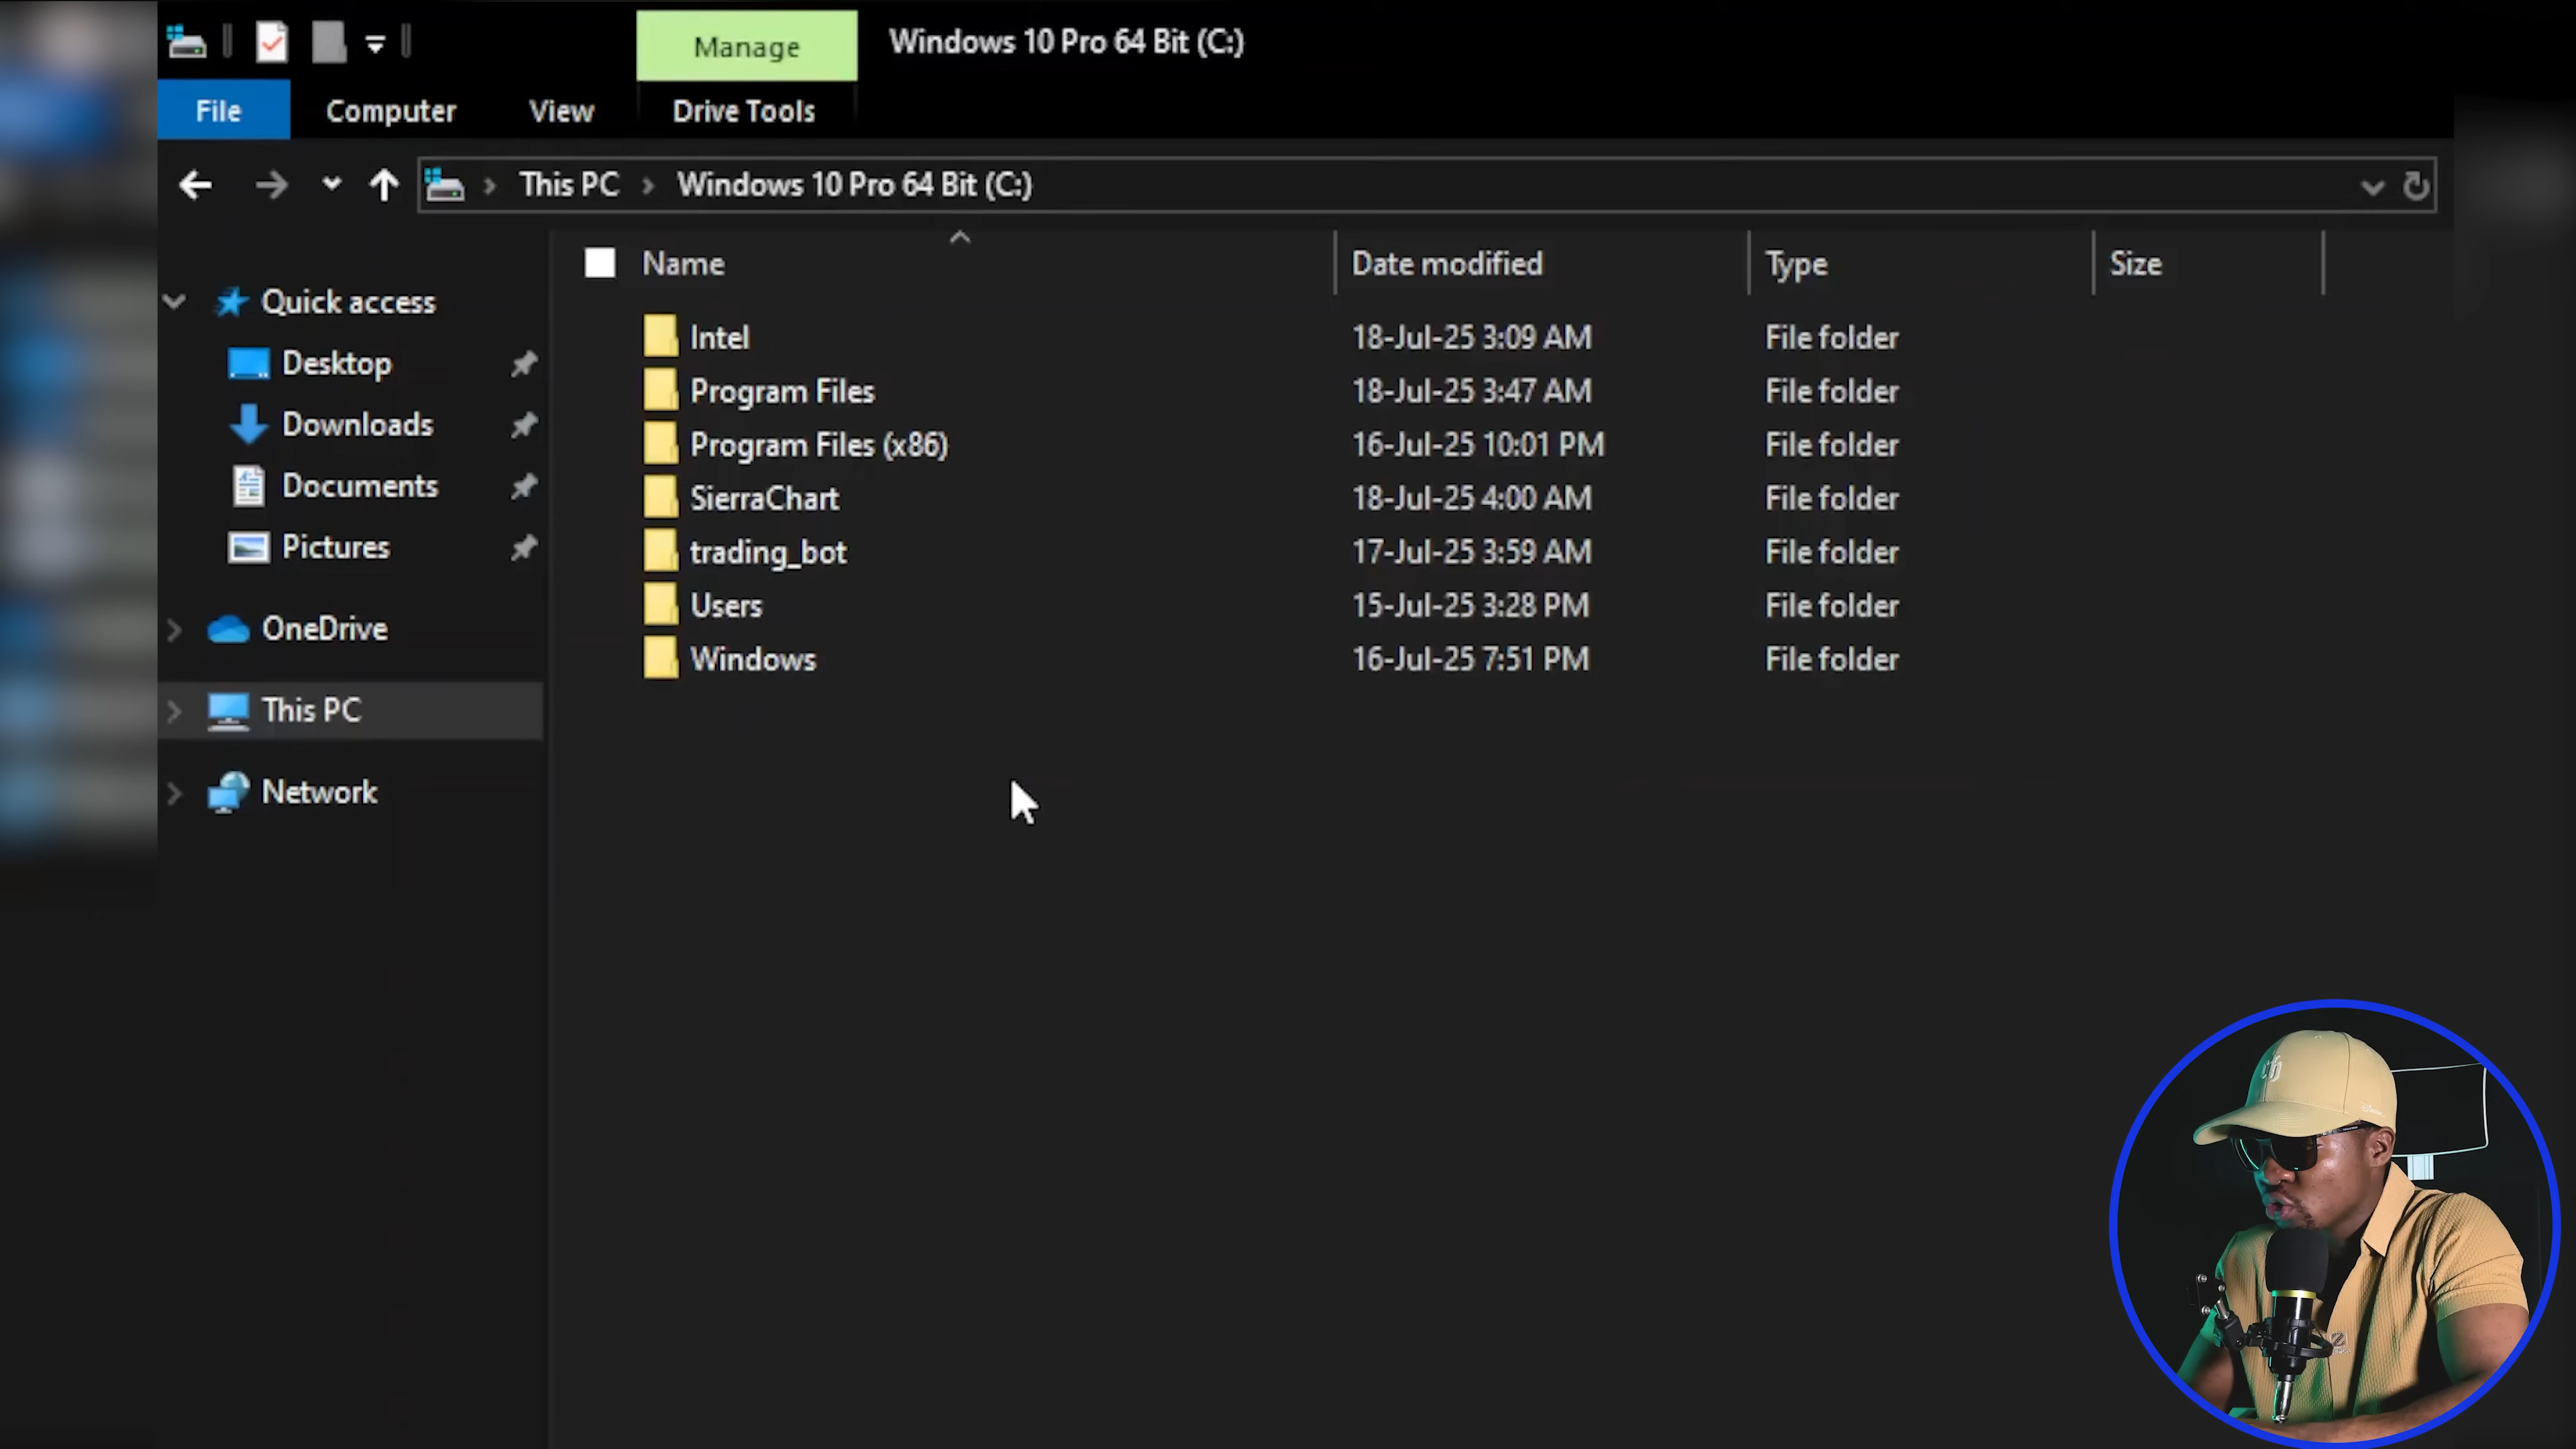 Manage
Windows 10 Pro 64 Bit (C:)
File Computer View Drive Tools
This PC Windows 10 Pro 64 Bit (C:)
Name Date modified Type Size
Quick access
Desktop
Downloads
Documents
Pictures
OneDrive
This PC
Network
Intel 18-Jul-25 3:09 AM File folder
Program Files 18-Jul-25 3:47 AM File folder
Program Files (x86) 16-Jul-25 10:01 PM File folder
SierraChart 18-Jul-25 4:00 AM File folder
trading_bot 17-Jul-25 3:59 AM File folder
Users 15-Jul-25 3:28 PM File folder
Windows 16-Jul-25 7:51 PM File folder